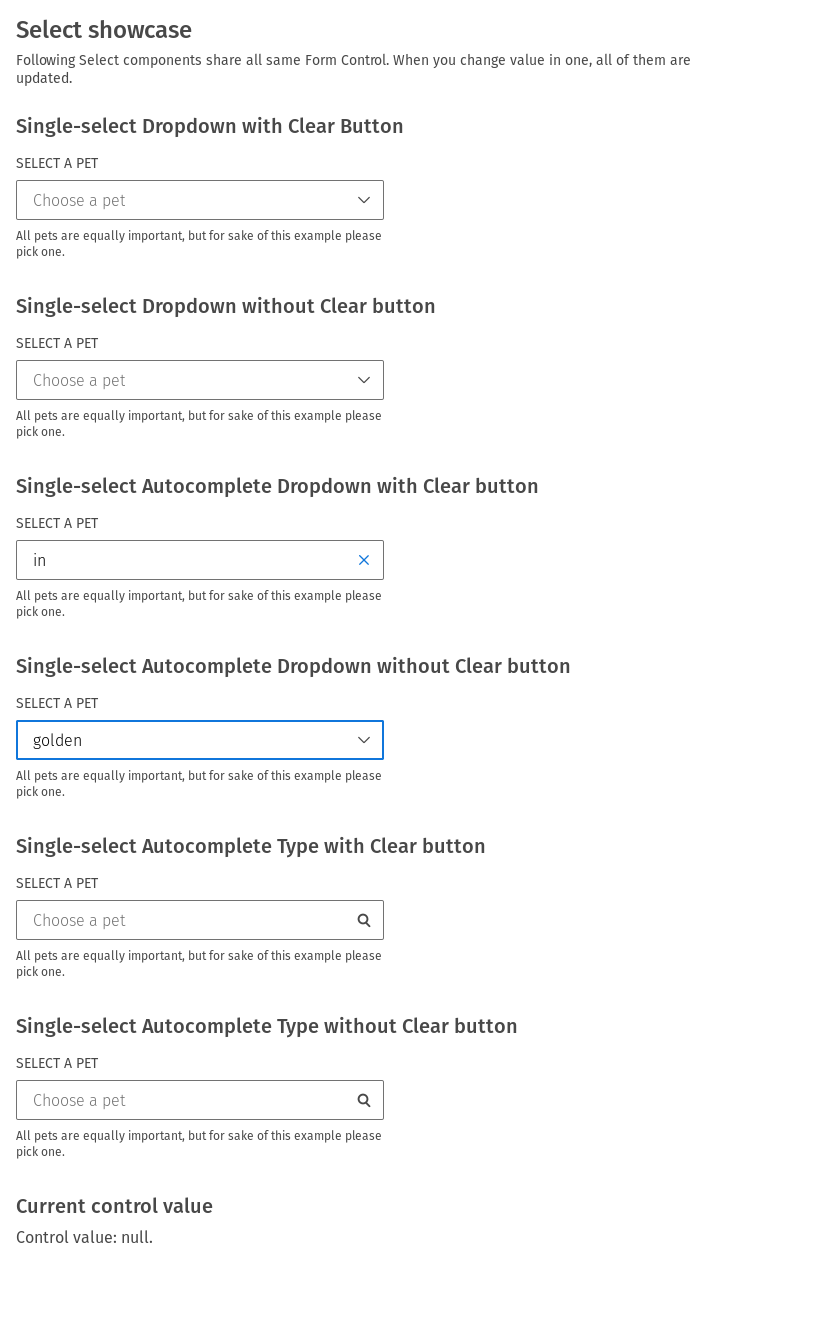 Select showcase
Following Select components share all same Form Control. When you change value in one, all of them are
updated.
Single-select Dropdown with Clear Button
SELECT A PET
Choose a pet
All pets are equally important, but for sake of this example please
pick one.
Single-select Dropdown without Clear button
SELECT A PET
Choose a pet
All pets are equally important, but for sake of this example please
pick one.
Single-select Autocomplete Dropdown with Clear button
SELECT A PET
in
All pets are equally important, but for sake of this example please
pick one.
Single-select Autocomplete Dropdown without Clear button
SELECT A PET
golden
All pets are equally important, but for sake of this example please
pick one.
Single-select Autocomplete Type with Clear button
SELECT A PET
Choose a pet
All pets are equally important, but for sake of this example please
pick one.
Single-select Autocomplete Type without Clear button
SELECT A PET
Choose a pet
All pets are equally important, but for sake of this example please
pick one.
Current control value
Control value: null.